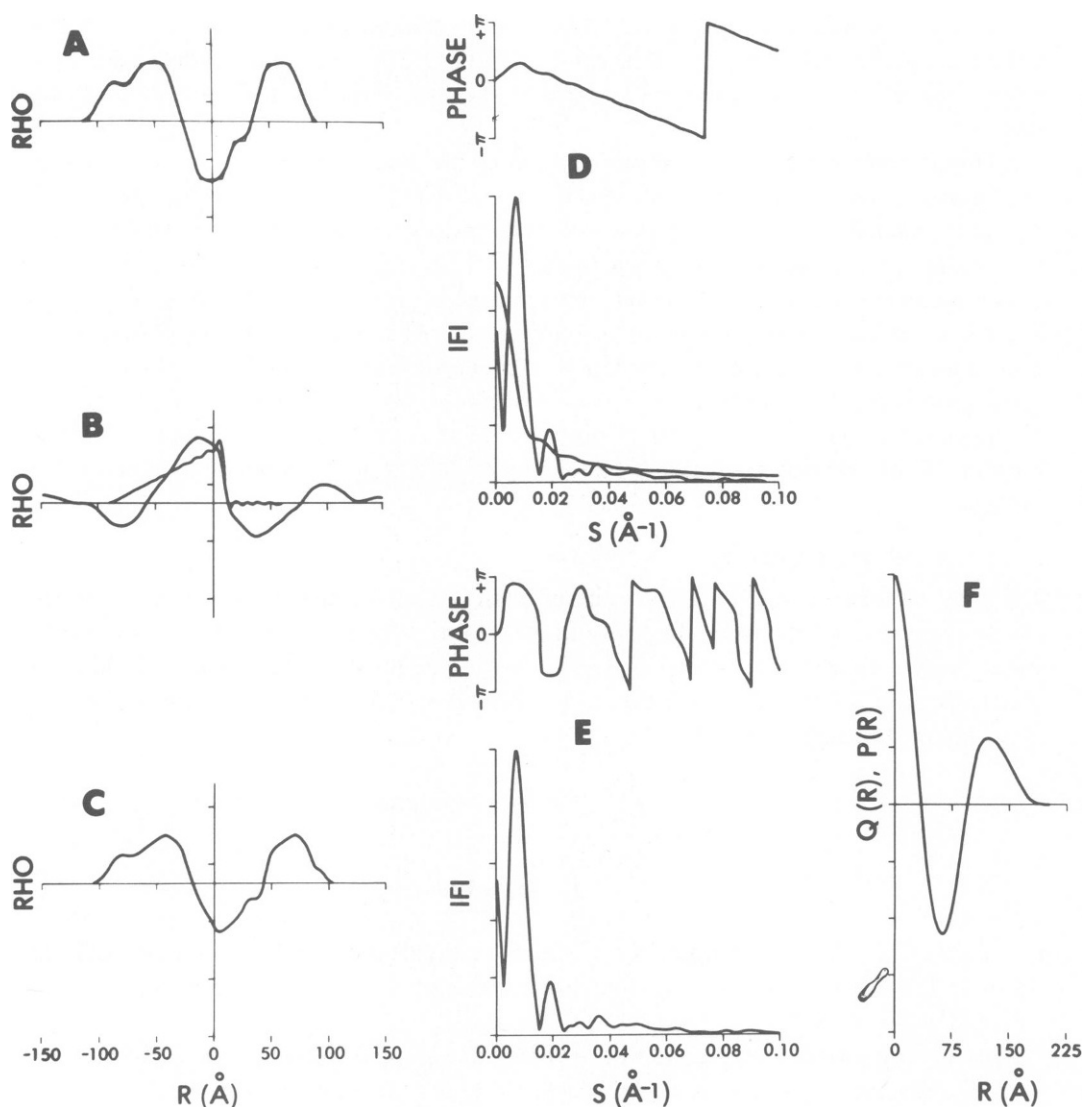 A
RHO
B
RHO
C
RHO
-150 -100 -50 0 50 100 150
R (Å)
PHASE
+π
0
-π
D
IFI
0.00 0.02 0.04 0.06 0.08 0.10
S (Å⁻¹)
PHASE
+π
0
-π
E
IFI
0.00 0.02 0.04 0.06 0.08 0.10
S (Å⁻¹)
F
Q(R), P(R)
0 75 150 225
R (Å)